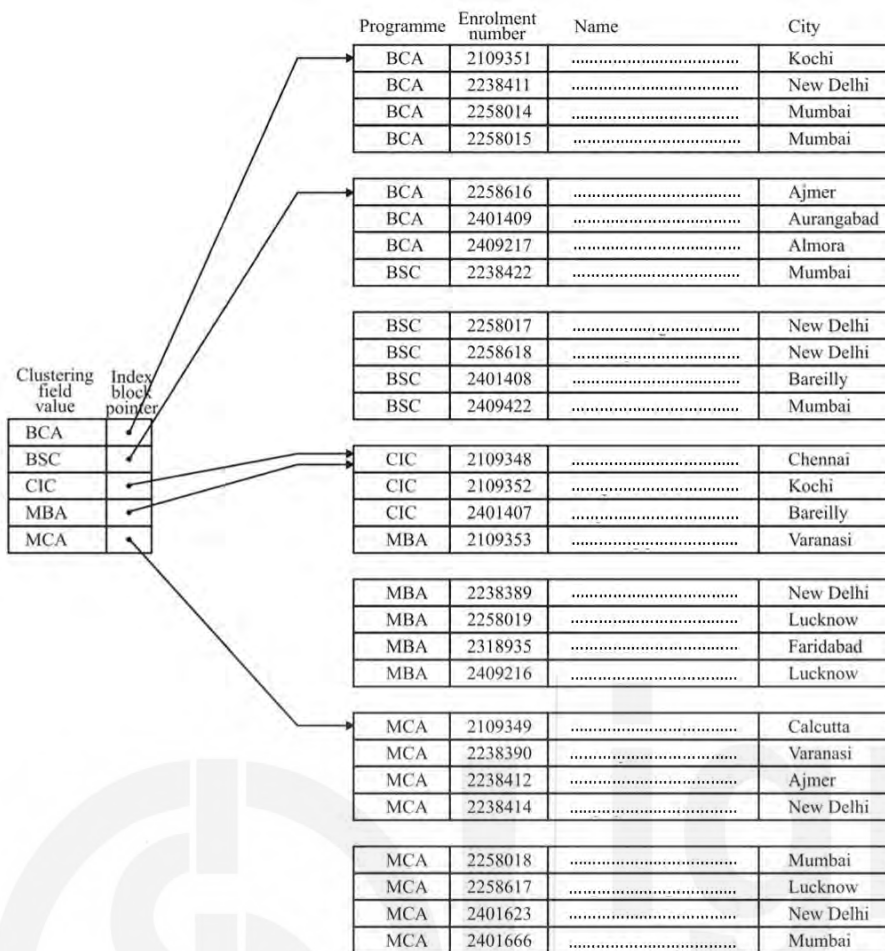 Programme Enrolment number Name City
BCA 2109351 .................................. Kochi
BCA 2238411 .................................. New Delhi
BCA 2258014 .................................. Mumbai
BCA 2258015 .................................. Mumbai
BCA 2258616 .................................. Ajmer
BCA 2401409 .................................. Aurangabad
BCA 2409217 .................................. Almora
BSC 2238422 .................................. Mumbai
BSC 2258017 .................................. New Delhi
BSC 2258618 .................................. New Delhi
BSC 2401408 .................................. Bareilly
BSC 2409422 .................................. Mumbai
Clustering field value Index block pointer
BCA
BSC
CIC
MBA
MCA
CIC 2109348 .................................. Chennai
CIC 2109352 .................................. Kochi
CIC 2401407 .................................. Bareilly
MBA 2109353 .................................. Varanasi
MBA 2238389 .................................. New Delhi
MBA 2258019 .................................. Lucknow
MBA 2318935 .................................. Faridabad
MBA 2409216 .................................. Lucknow
MCA 2109349 .................................. Calcutta
MCA 2238390 .................................. Varanasi
MCA 2238412 .................................. Ajmer
MCA 2238414 .................................. New Delhi
MCA 2258018 .................................. Mumbai
MCA 2258617 .................................. Lucknow
MCA 2401623 .................................. New Delhi
MCA 2401666 .................................. Mumbai